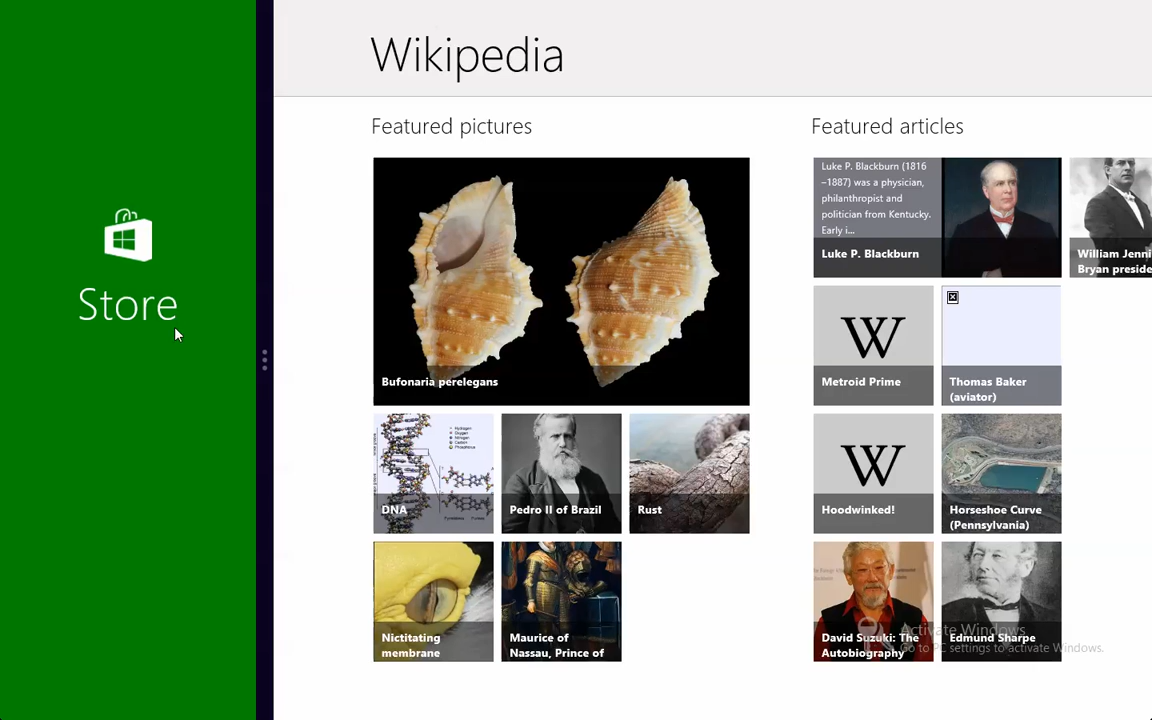 Store
Wikipedia
Featured pictures
Bufonaria perelegans
DNA
Pedro II of Brazil
Rust
Nictitating
membrane
Maurice of
Nassau, Prince of
Featured articles
Luke P. Blackburn (1816
–1887) was a physician,
philanthropist and
politician from Kentucky.
Early i...
Luke P. Blackburn
William Jenni
Bryan preside
Metroid Prime
Thomas Baker
(aviator)
Hoodwinked!
Horseshoe Curve
(Pennsylvania)
David Suzuki: The
Autobiography
Edmund Sharpe
Activate Windows
Go to PC settings to activate Windows.